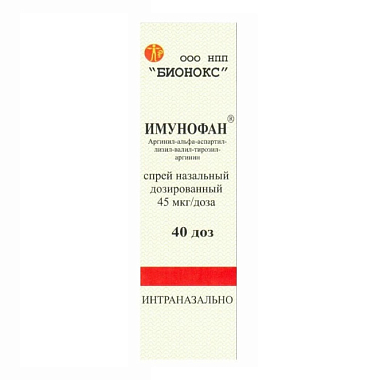 ООО НПП
"БИОНОКС"
ИМУНОФАН®
Аргинил-альфа-аспартил-
лизил-валил-тирозил-
аргинин
спрей назальный
дозированный
45 мкг/доза
40 доз
ИНТРАНАЗАЛЬНО